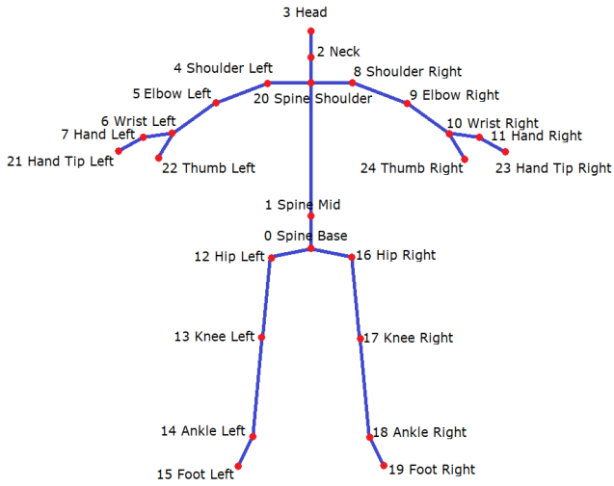 3 Head
2 Neck
4 Shoulder Left
8 Shoulder Right
5 Elbow Left
20 Spine Shoulder
9 Elbow Right
6 Wrist Left
10 Wrist Right
7 Hand Left
11 Hand Right
21 Hand Tip Left
22 Thumb Left
24 Thumb Right
23 Hand Tip Right
1 Spine Mid
0 Spine Base
12 Hip Left
16 Hip Right
13 Knee Left
17 Knee Right
14 Ankle Left
18 Ankle Right
15 Foot Left
19 Foot Right